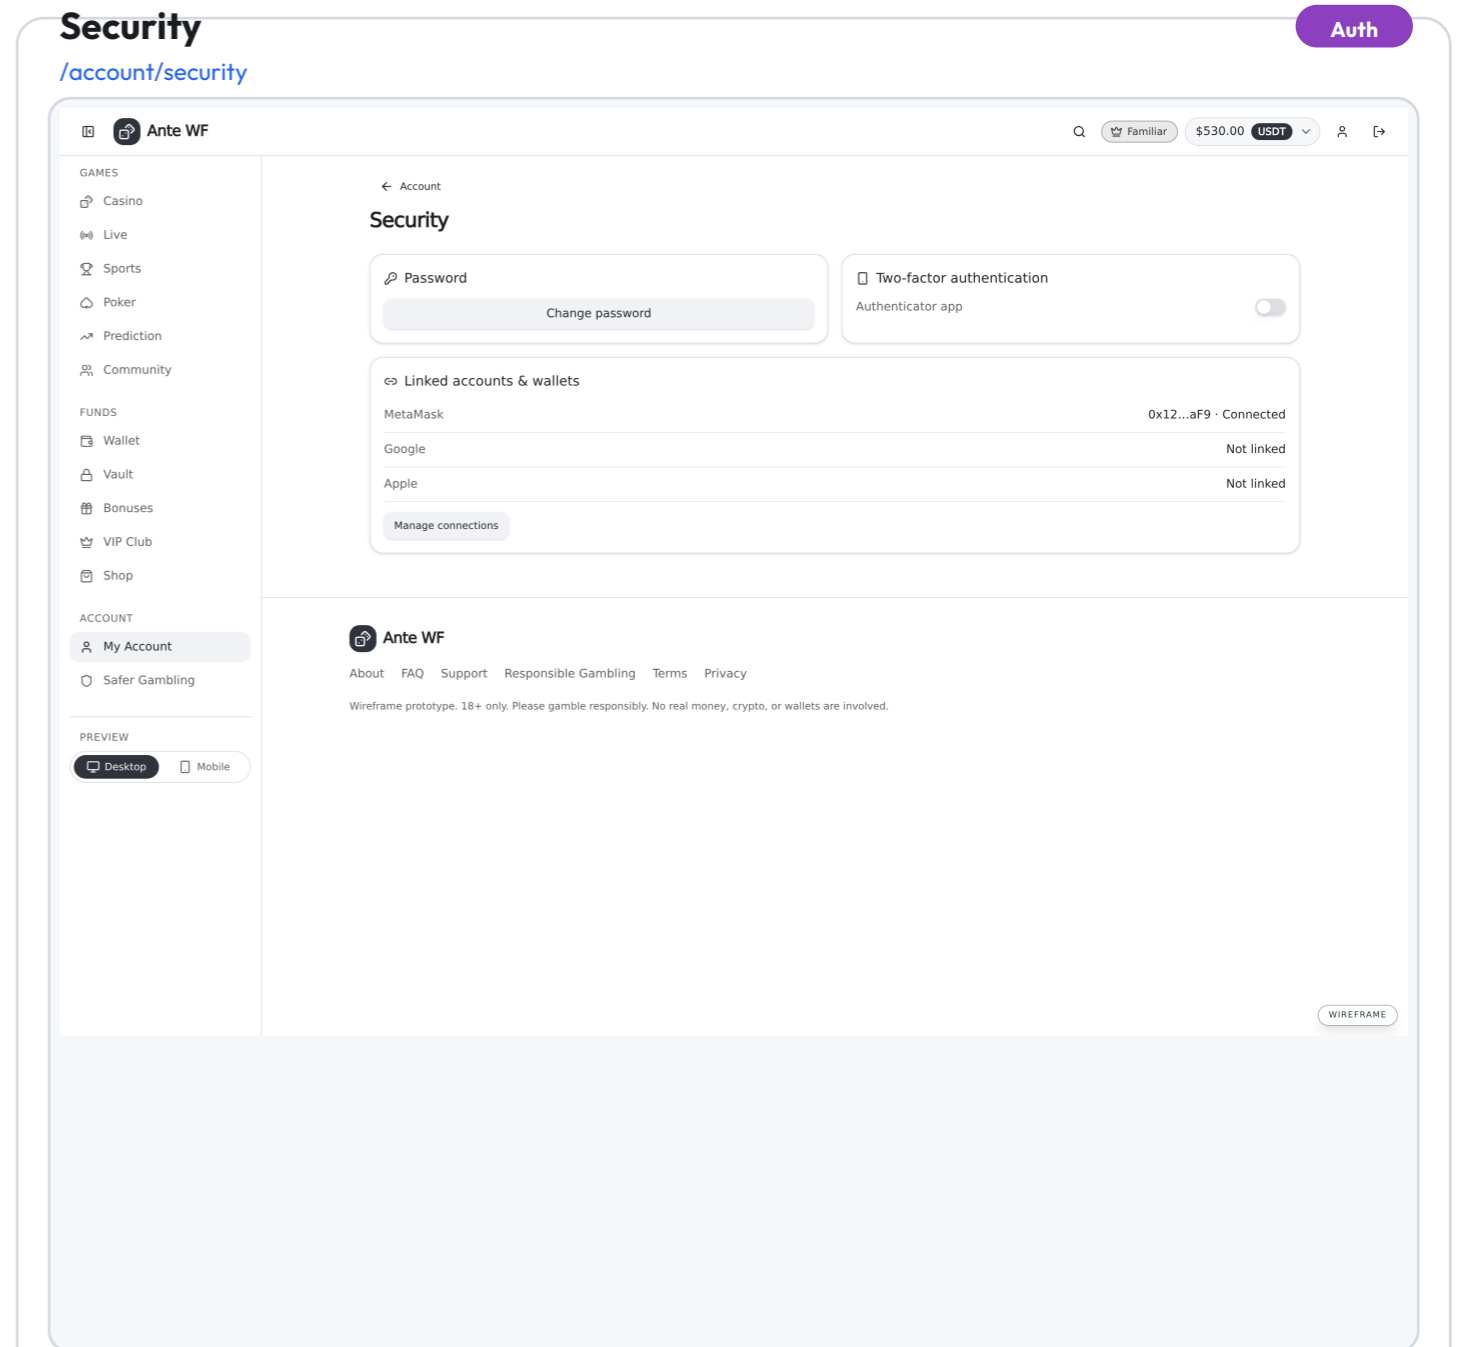 Security
Auth
/account/security
Ante WF
Familiar
$530.00 USDT
GAMES
Casino
Live
Sports
Poker
Prediction
Community
FUNDS
Wallet
Vault
Bonuses
VIP Club
Shop
ACCOUNT
My Account
Safer Gambling
PREVIEW
Desktop
Mobile
Account
Security
Password
Change password
Two-factor authentication
Authenticator app
Linked accounts & wallets
MetaMask 0x12...aF9 · Connected
Google Not linked
Apple Not linked
Manage connections
Ante WF
About FAQ Support Responsible Gambling Terms Privacy
Wireframe prototype. 18+ only. Please gamble responsibly. No real money, crypto, or wallets are involved.
WIREFRAME